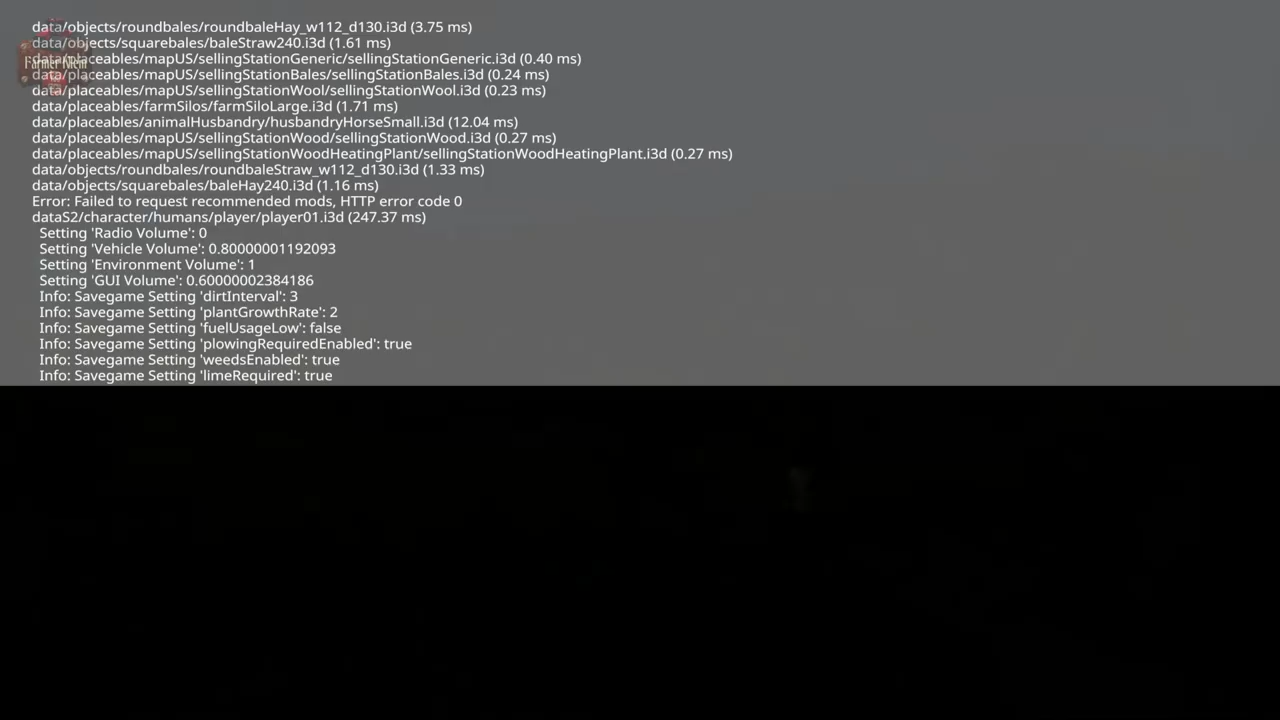 data/objects/roundbales/roundbaleHay_w112_d130.i3d (3.75 ms)
data/objects/squarebales/baleStraw240.i3d (1.61 ms)
data/placeables/mapUS/sellingStationGeneric/sellingStationGeneric.i3d (0.40 ms)
data/placeables/mapUS/sellingStationBales/sellingStationBales.i3d (0.24 ms)
data/placeables/mapUS/sellingStationWool/sellingStationWool.i3d (0.23 ms)
data/placeables/farmSilos/farmSiloLarge.i3d (1.71 ms)
data/placeables/animalHusbandry/husbandryHorseSmall.i3d (12.04 ms)
data/placeables/mapUS/sellingStationWood/sellingStationWood.i3d (0.27 ms)
data/placeables/mapUS/sellingStationWoodHeatingPlant/sellingStationWoodHeatingPlant.i3d (0.27 ms)
data/objects/roundbales/roundbaleStraw_w112_d130.i3d (1.33 ms)
data/objects/squarebales/baleHay240.i3d (1.16 ms)
Error: Failed to request recommended mods, HTTP error code 0
dataS2/character/humans/player/player01.i3d (247.37 ms)
Setting 'Radio Volume': 0
Setting 'Vehicle Volume': 0.80000001192093
Setting 'Environment Volume': 1
Setting 'GUI Volume': 0.60000002384186
Info: Savegame Setting 'dirtInterval': 3
Info: Savegame Setting 'plantGrowthRate': 2
Info: Savegame Setting 'fuelUsageLow': false
Info: Savegame Setting 'plowingRequiredEnabled': true
Info: Savegame Setting 'weedsEnabled': true
Info: Savegame Setting 'limeRequired': true